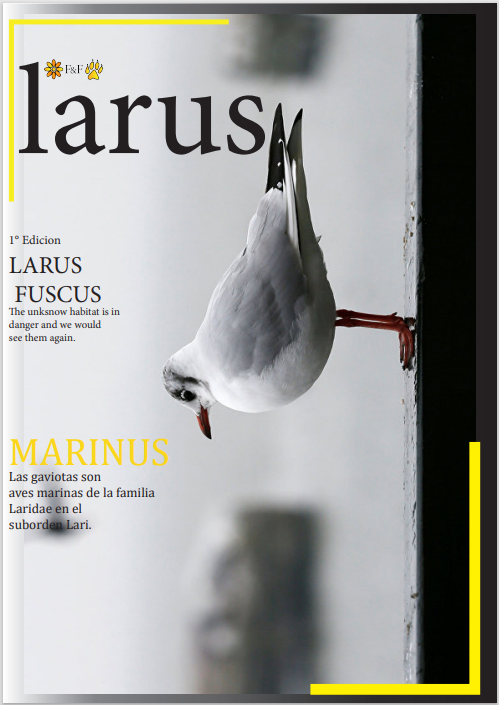 F&F
larus
1° Edicion
LARUS
FUSCUS
The unksnow habitat is in
danger and we would
see them again.
MARINUS
Las gaviotas son
aves marinas de la familia
Laridae en el
suborden Lari.